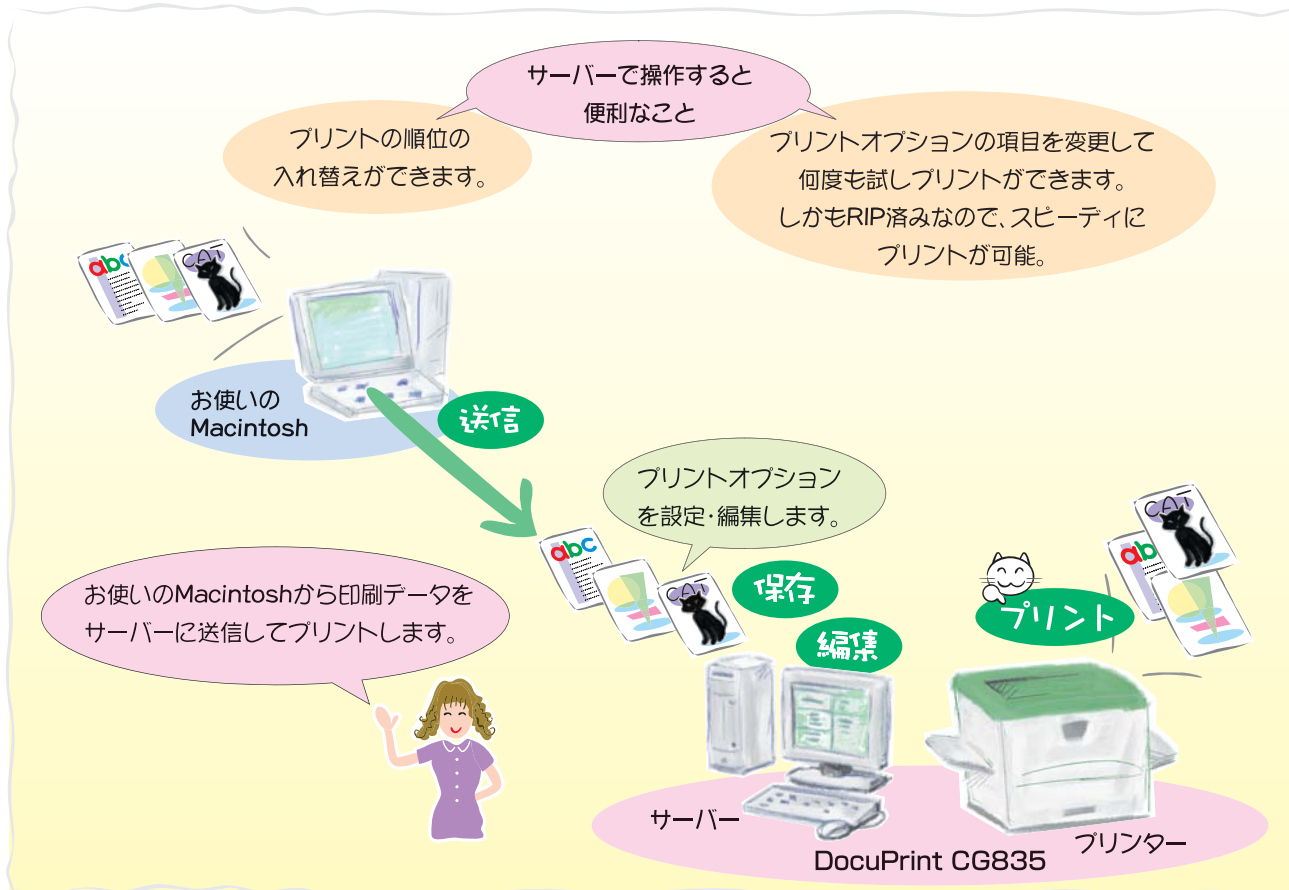 サーバーで操作すると
便利なこと
プリントの順位の
入れ替えができます。
プリントオプションの項目を変更して
何度も試しプリントができます。
しかもRIP済みなので、スピーディに
プリントが可能。
abc
CAT
お使いの
Macintosh
送信
プリントオプション
を設定・編集します。
abc
CAT
保存
編集
お使いのMacintoshから印刷データを
サーバーに送信してプリントします。
CAT
ab
プリント
サーバー
プリンター
DocuPrint CG835